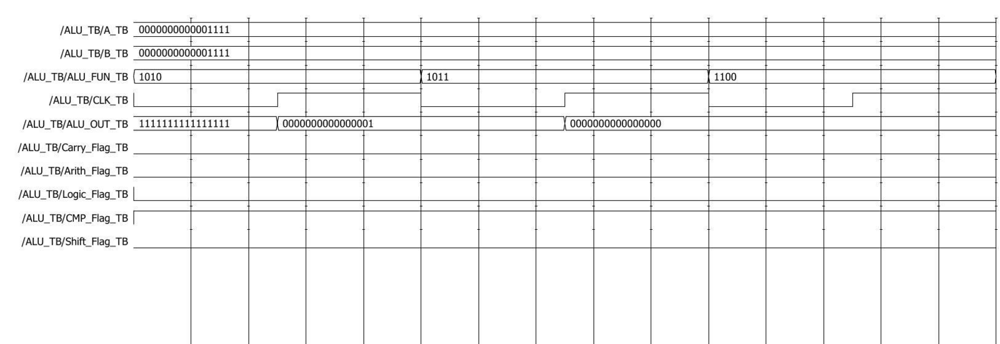 /ALU_TB/A_TB 0000000000001111
/ALU_TB/B_TB 0000000000001111
/ALU_TB/ALU_FUN_TB 1010 1011 1100
/ALU_TB/CLK_TB
/ALU_TB/ALU_OUT_TB 1111111111111111 0000000000000001 0000000000000000
/ALU_TB/Carry_Flag_TB
/ALU_TB/Arith_Flag_TB
/ALU_TB/Logic_Flag_TB
/ALU_TB/CMP_Flag_TB
/ALU_TB/Shift_Flag_TB